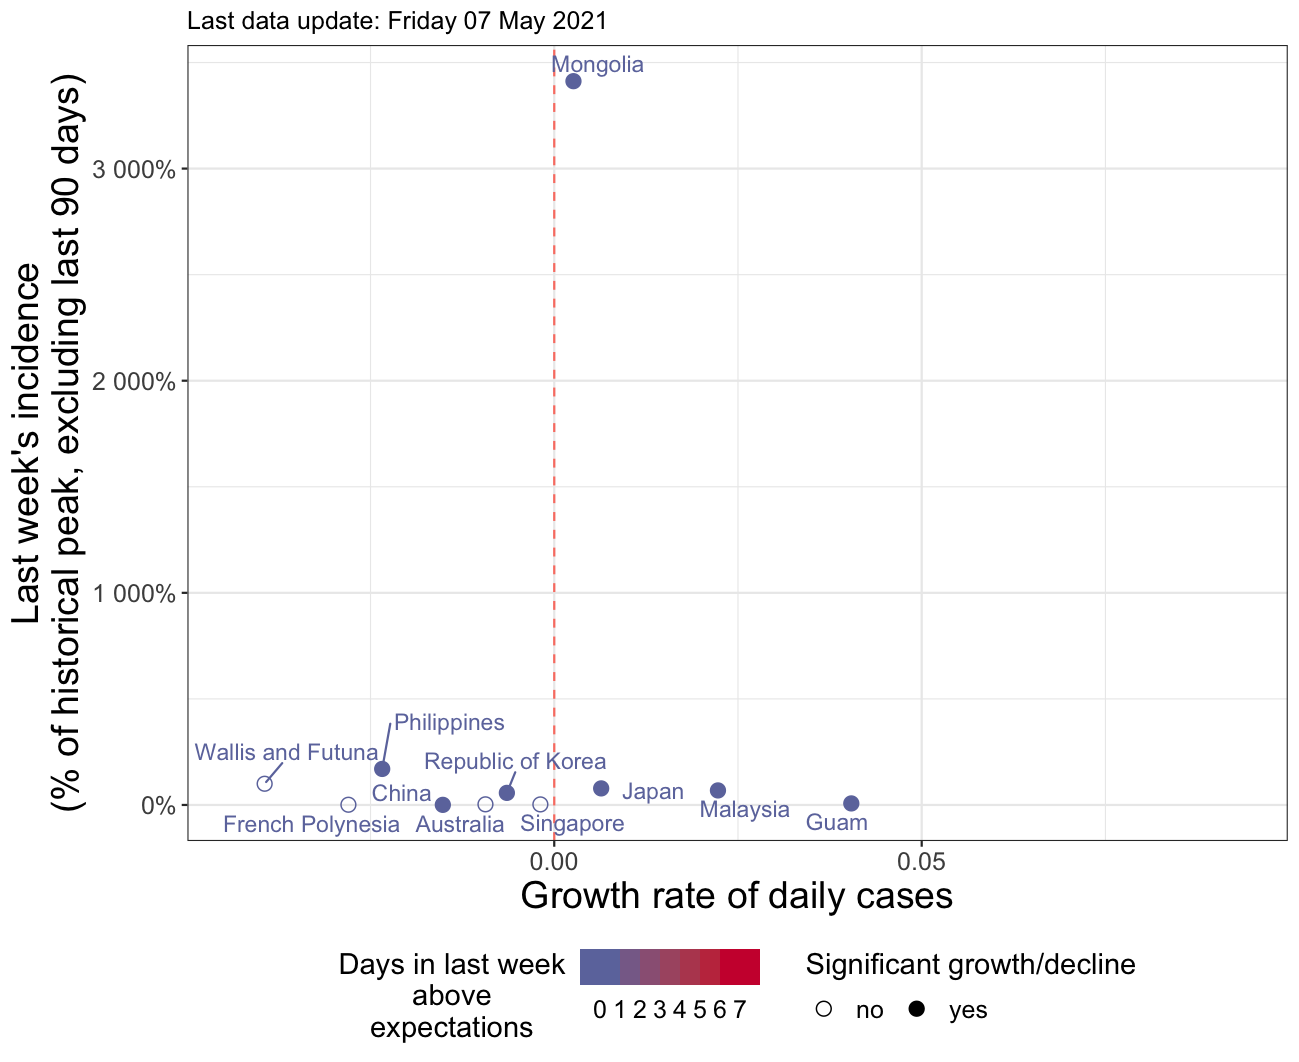 Last data update: Friday 07 May 2021
Last week's incidence
(% of historical peak, excluding last 90 days)
3 000%
2 000%
1 000%
0%
Mongolia
Philippines
Wallis and Futuna
Republic of Korea
China
Japan
Malaysia
French Polynesia
Australia
Singapore
Guam
0.00
0.05
Growth rate of daily cases
Days in last week
above
expectations
0 1 2 3 4 5 6 7
Significant growth/decline
no
yes